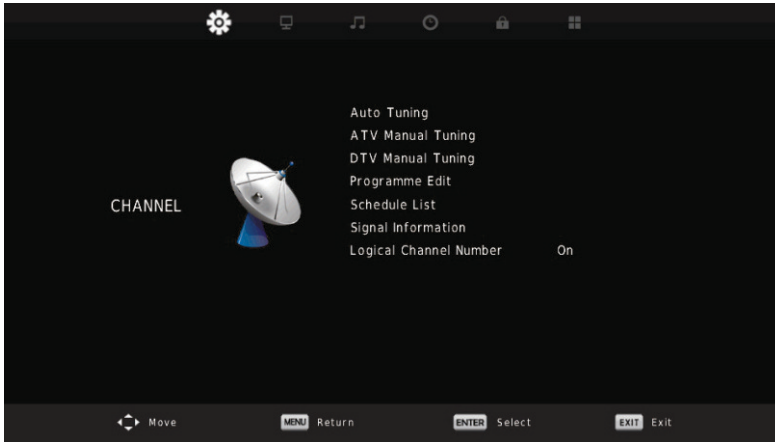 Auto Tuning
ATV Manual Tuning
DTV Manual Tuning
Programme Edit
CHANNEL
Schedule List
Signal Information
Logical Channel Number On
Move MENU Return ENTER Select EXIT Exit